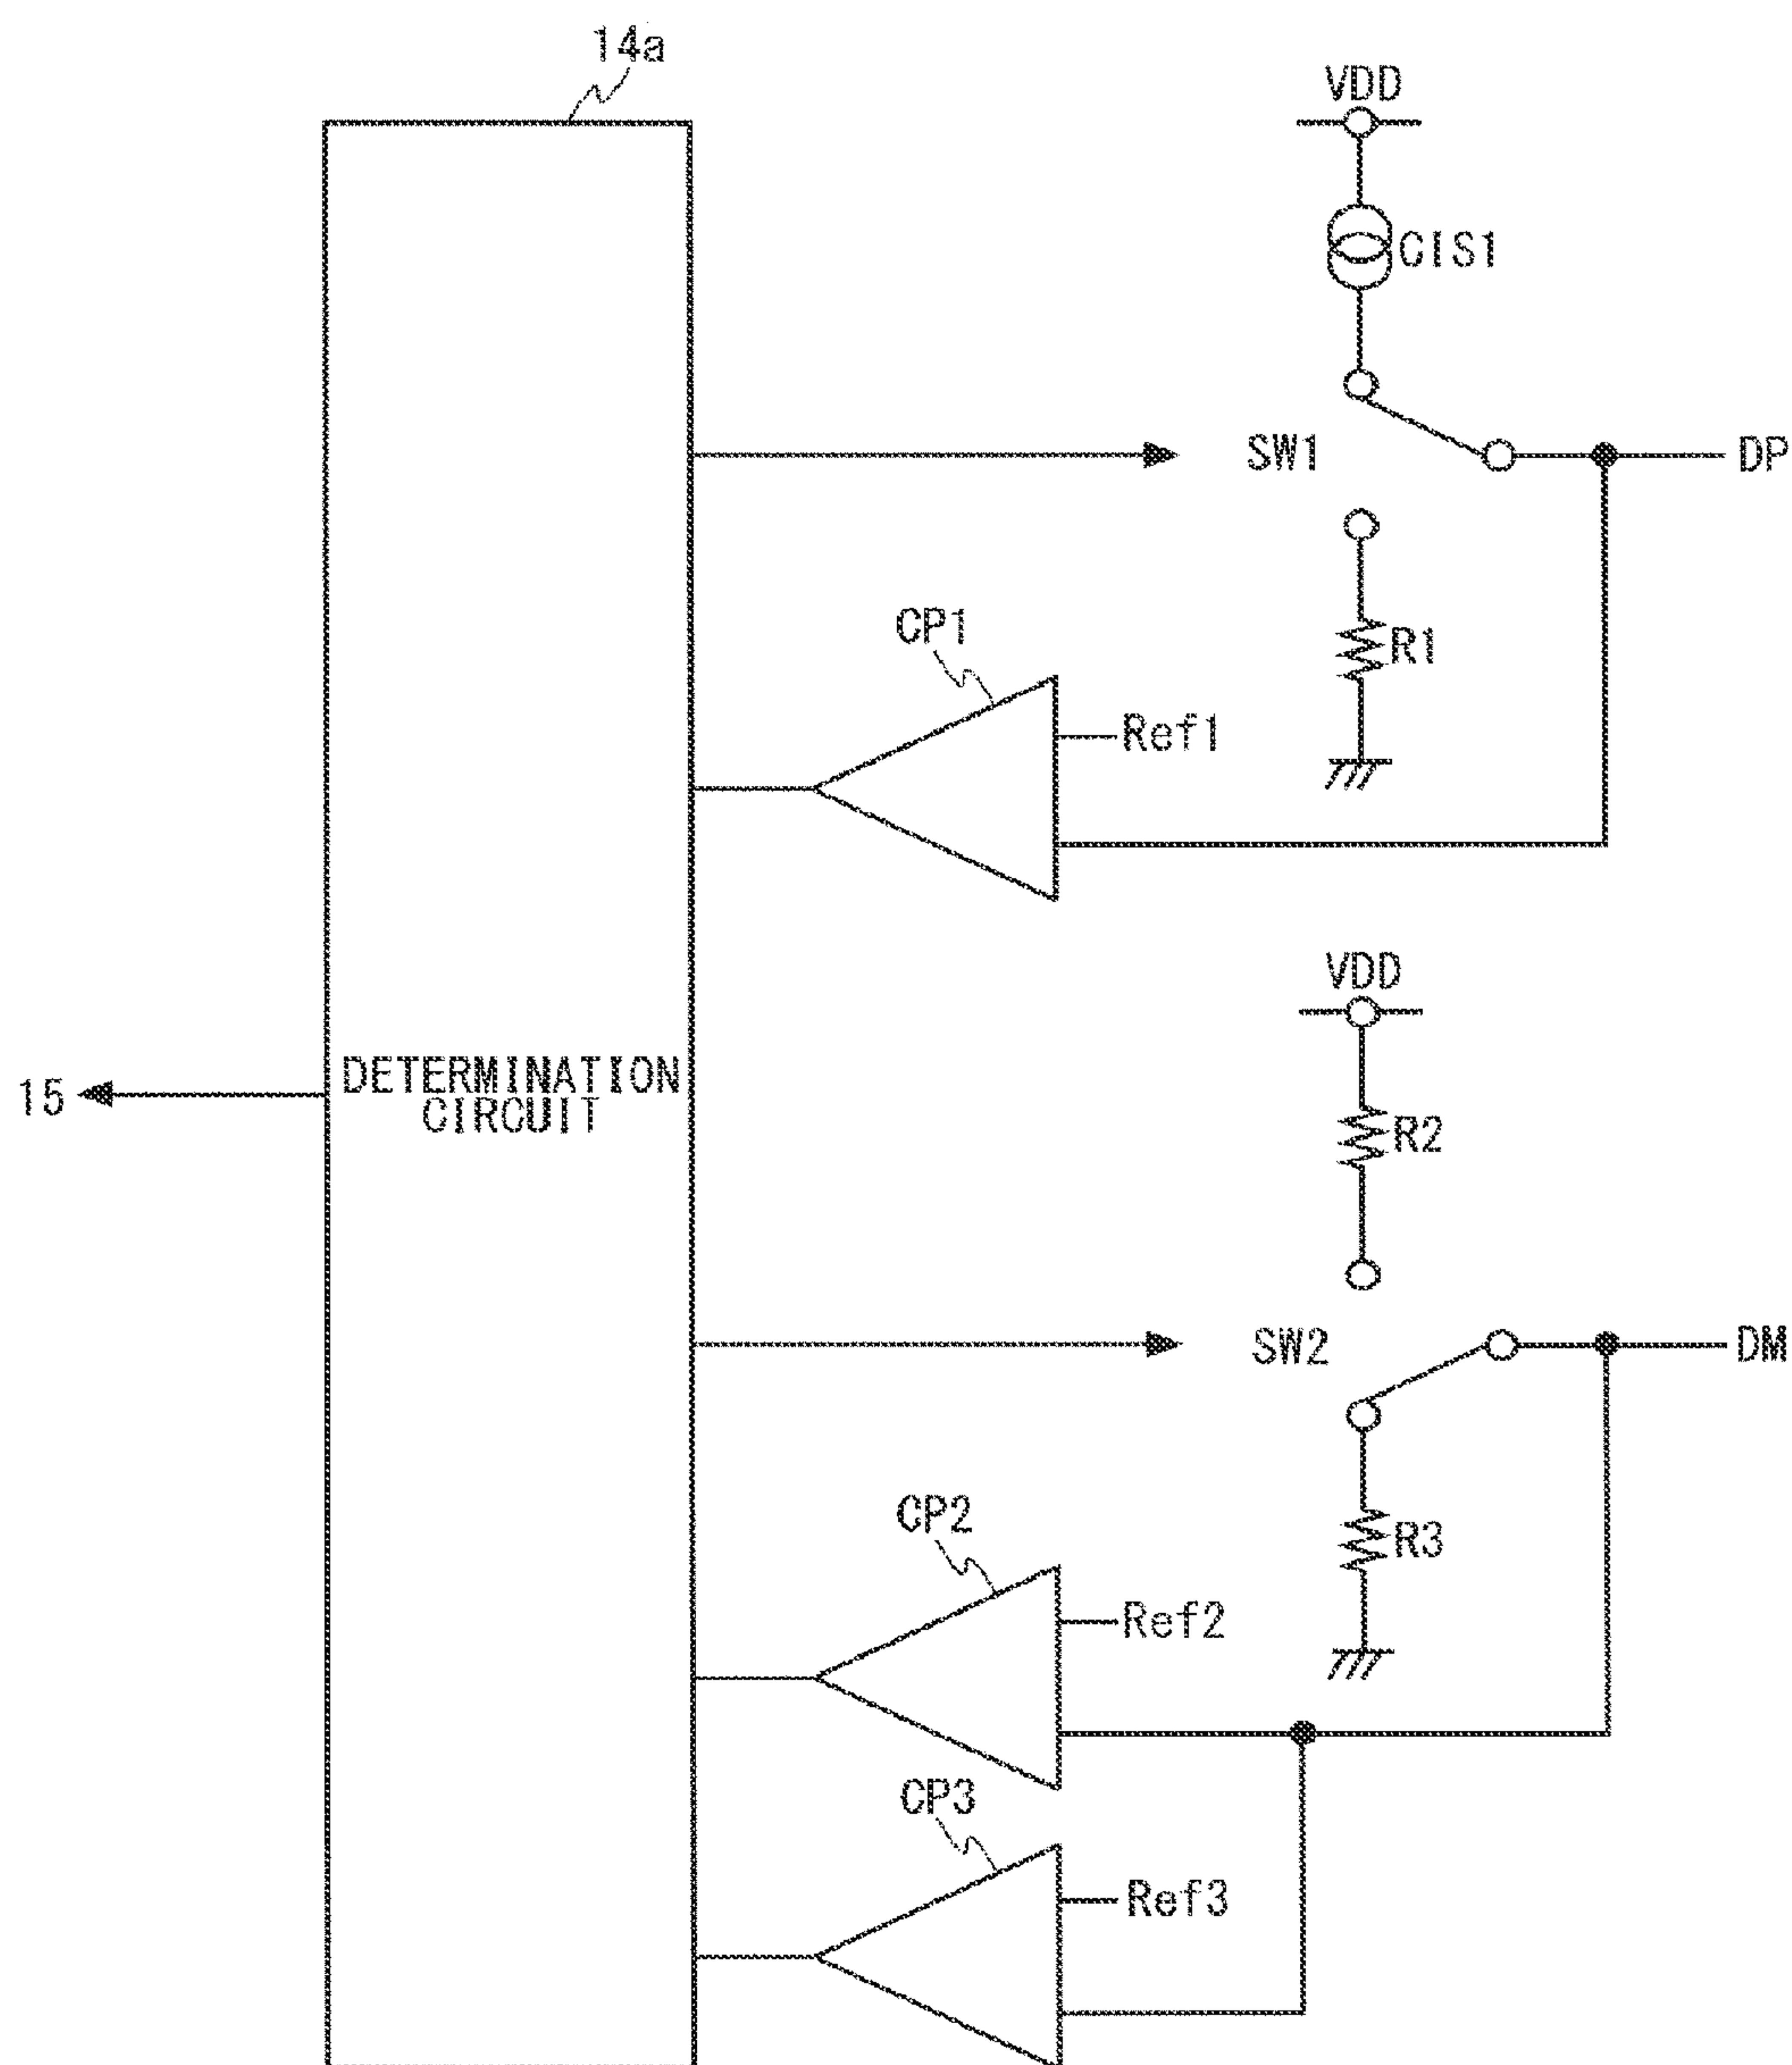 14a
VDD
CIS1
SW1
DP
CP1
R1
Ref1
VDD
15
DETERMINATION
CIRCUIT
R2
SW2
DM
CP2
R3
Ref2
CP3
Ref3